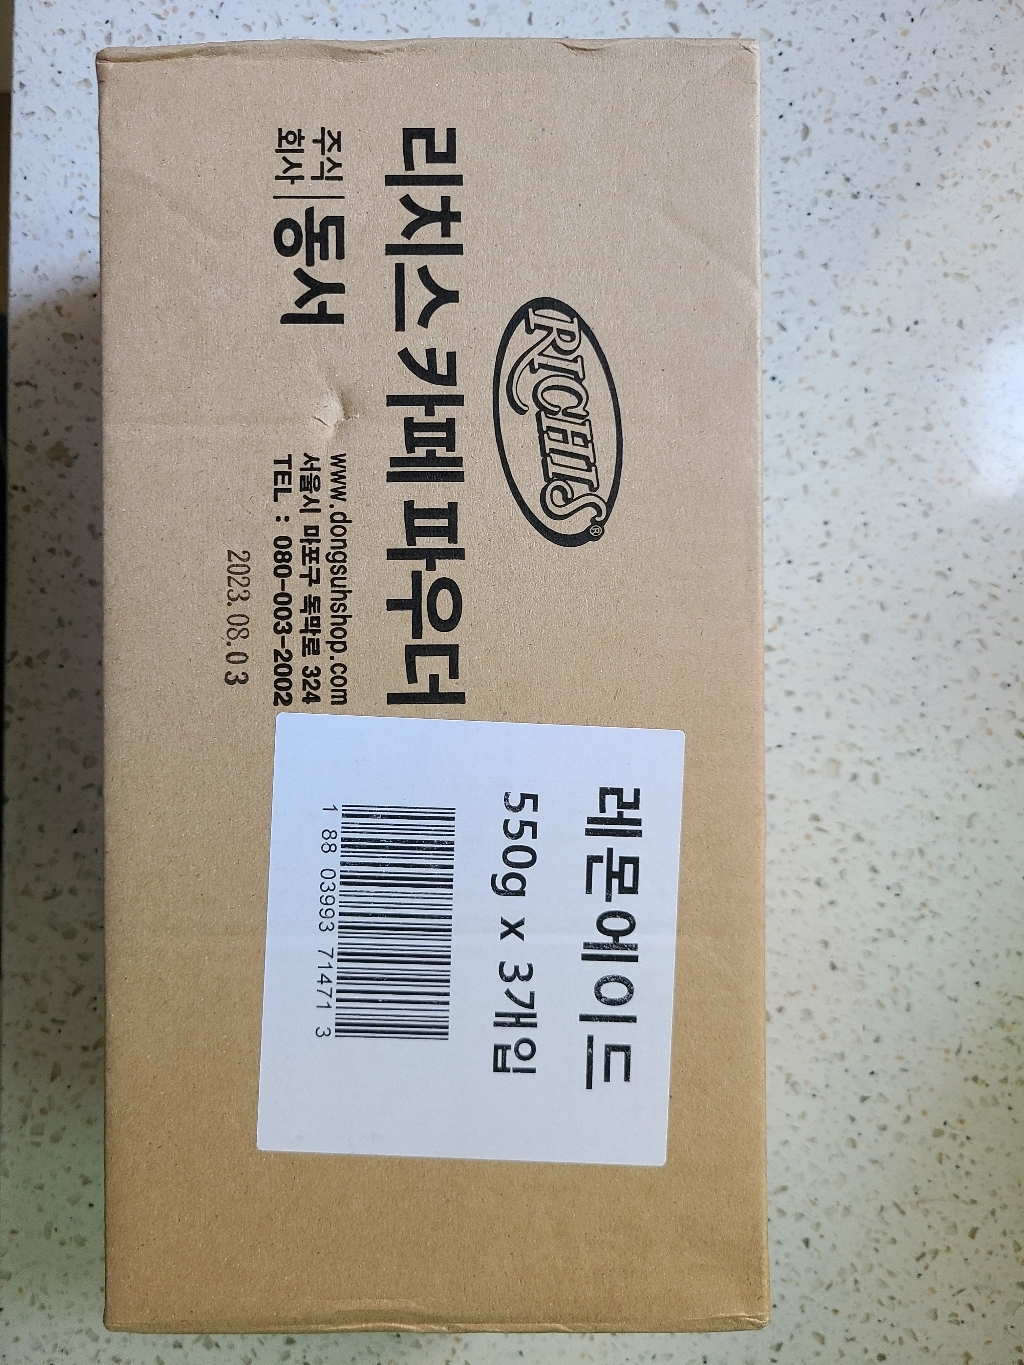 RICHIS®
리치스 카페 파우더
주식
회사
동서
www.dongsuhshop.com
서울시 마포구 독막로 324
TEL : 080-003-2002
2023.08.03
레몬에이드
550g x 3개입
1 88 03993 71471 3